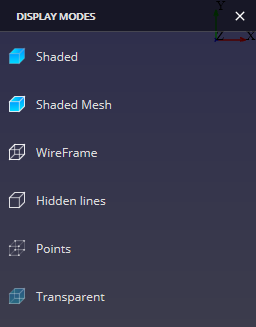 DISPLAY MODES
Y
Z X
Shaded
Shaded Mesh
WireFrame
Hidden lines
Points
Transparent